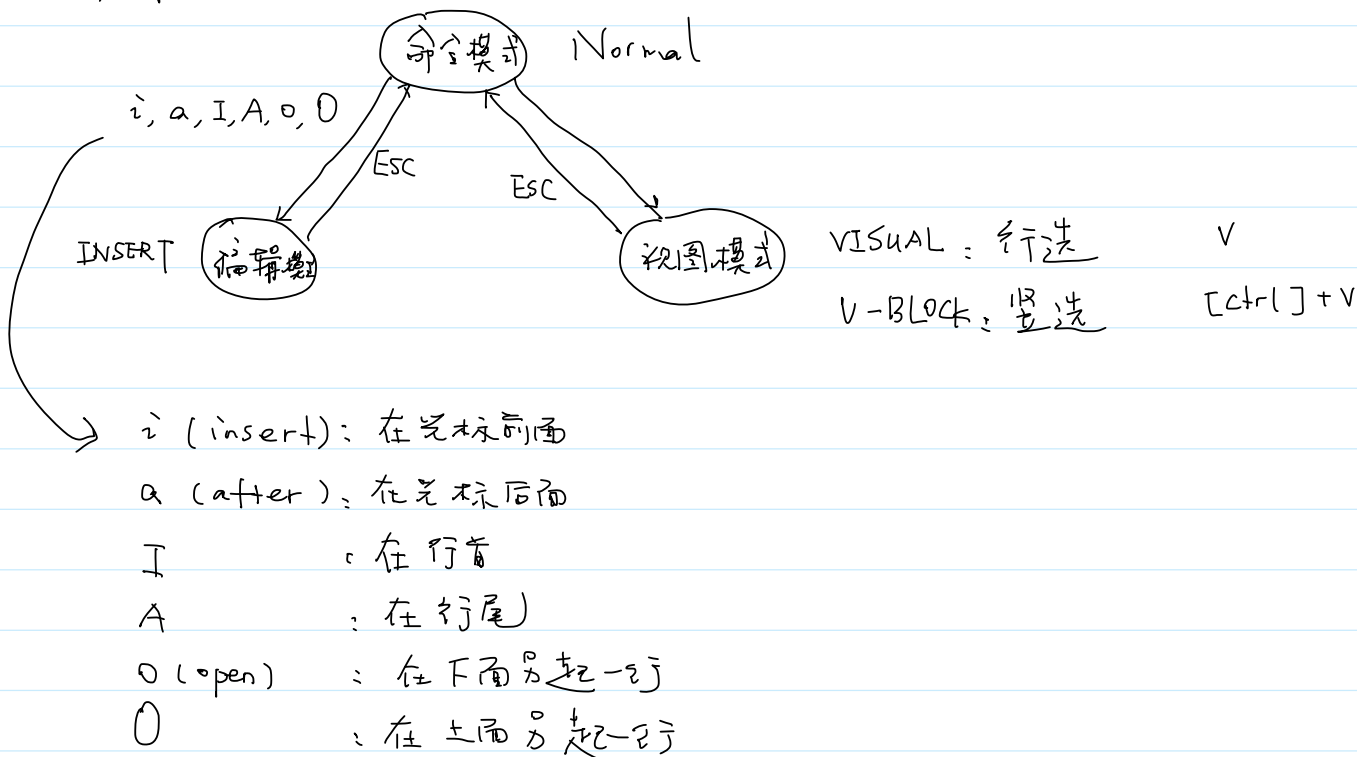 命令模式 Normal
i, a, I, A, o, O
ESC
ESC
INSERT 编辑模式
视图模式 VISUAL : 行选 V
V-BLOCK : 竖选 [ctrl] + V
i (insert) : 在光标前面
a (after) : 在光标后面
I : 在行首
A : 在行尾
o (open) : 在下面另起一行
O : 在上面另起一行